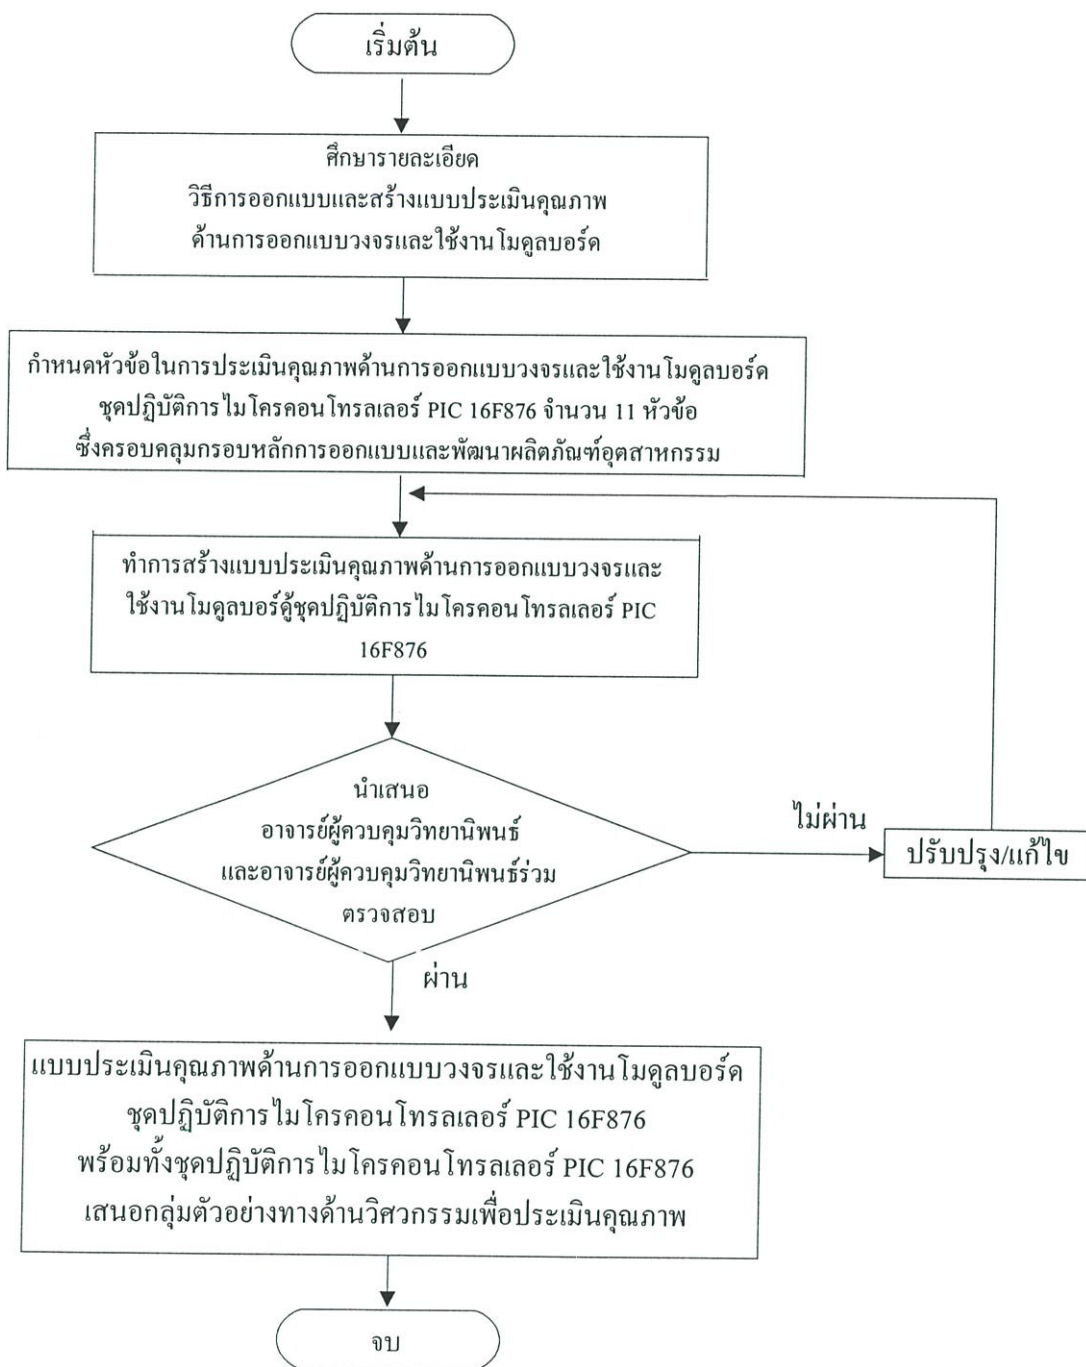 เริ่มต้น
ศึกษารายละเอียด
วิธีการออกแบบและสร้างแบบประเมินคุณภาพ
ด้านการออกแบบวงจรและใช้งานโมดูลบอร์ด
กำหนดหัวข้อในการประเมินคุณภาพด้านการออกแบบวงจรและใช้งานโมดูลบอร์ด
ชุดปฏิบัติการไมโครคอนโทรลเลอร์ PIC 16F876 จำนวน 11 หัวข้อ
ซึ่งครอบคลุมกรอบหลักการออกแบบและพัฒนาผลิตภัณฑ์อุตสาหกรรม
ทำการสร้างแบบประเมินคุณภาพด้านการออกแบบวงจรและ
ใช้งานโมดูลบอร์ค์ู้ชุดปฏิบัติการไมโครคอนโทรลเลอร์ PIC
16F876
นำเสนอ
อาจารย์ผู้ควบคุมวิทยานิพนธ์
และอาจารย์ผู้ควบคุมวิทยานิพนธ์ร่วม
ตรวจสอบ
ไม่ผ่าน
ปรับปรุง/แก้ไข
ผ่าน
แบบประเมินคุณภาพด้านการออกแบบวงจรและใช้งานโมดูลบอร์ด
ชุดปฏิบัติการไมโครคอนโทรลเลอร์ PIC 16F876
พร้อมทั้งชุดปฏิบัติการไมโครคอนโทรลเลอร์ PIC 16F876
เสนอกลุ่มตัวอย่างทางด้านวิศวกรรมเพื่อประเมินคุณภาพ
จบ